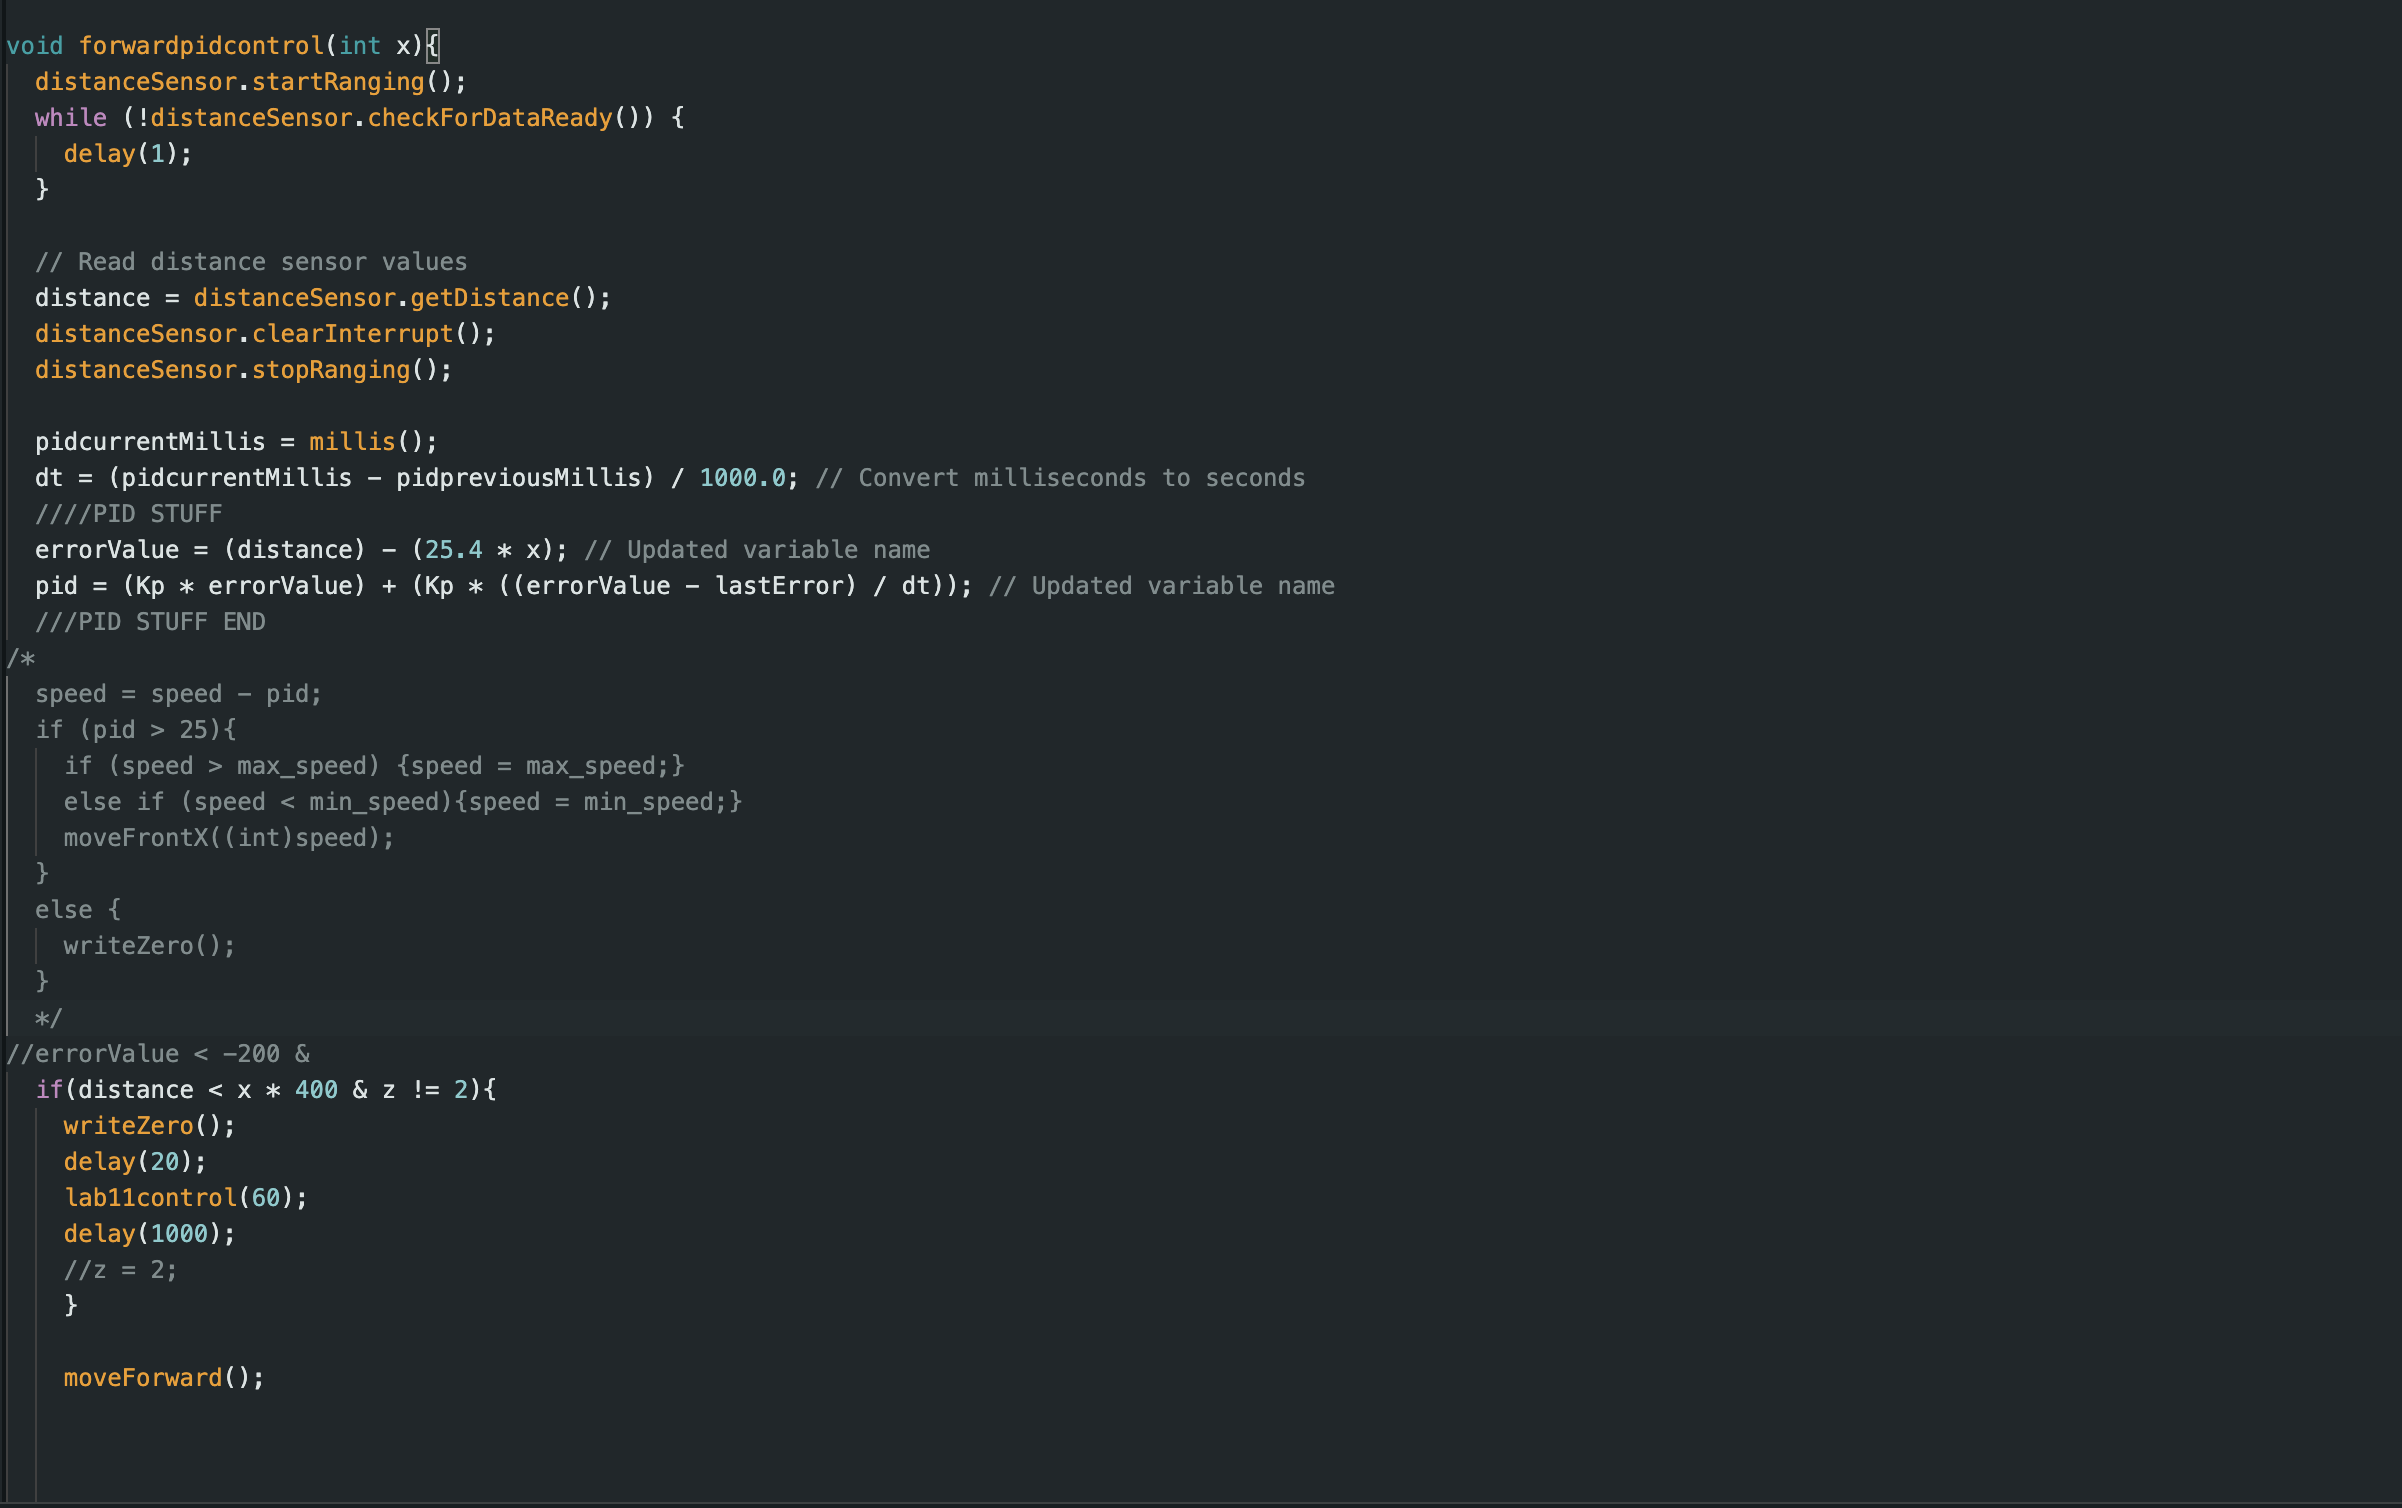 void forwardpidcontrol(int x){
  distanceSensor.startRanging();
  while (!distanceSensor.checkForDataReady()) {
    delay(1);
  }

  // Read distance sensor values
  distance = distanceSensor.getDistance();
  distanceSensor.clearInterrupt();
  distanceSensor.stopRanging();

  pidcurrentMillis = millis();
  dt = (pidcurrentMillis - pidpreviousMillis) / 1000.0; // Convert milliseconds to seconds
  ////PID STUFF
  errorValue = (distance) - (25.4 * x); // Updated variable name
  pid = (Kp * errorValue) + (Kp * ((errorValue - lastError) / dt)); // Updated variable name
  ///PID STUFF END
/*
  speed = speed - pid;
  if (pid > 25){
    if (speed > max_speed) {speed = max_speed;}
    else if (speed < min_speed){speed = min_speed;}
    moveFrontX((int)speed);
  }
  else {
    writeZero();
  }
  */
//errorValue < -200 &
  if(distance < x * 400 & z != 2){
    writeZero();
    delay(20);
    lab11control(60);
    delay(1000);
    //z = 2;
    }

    moveForward();